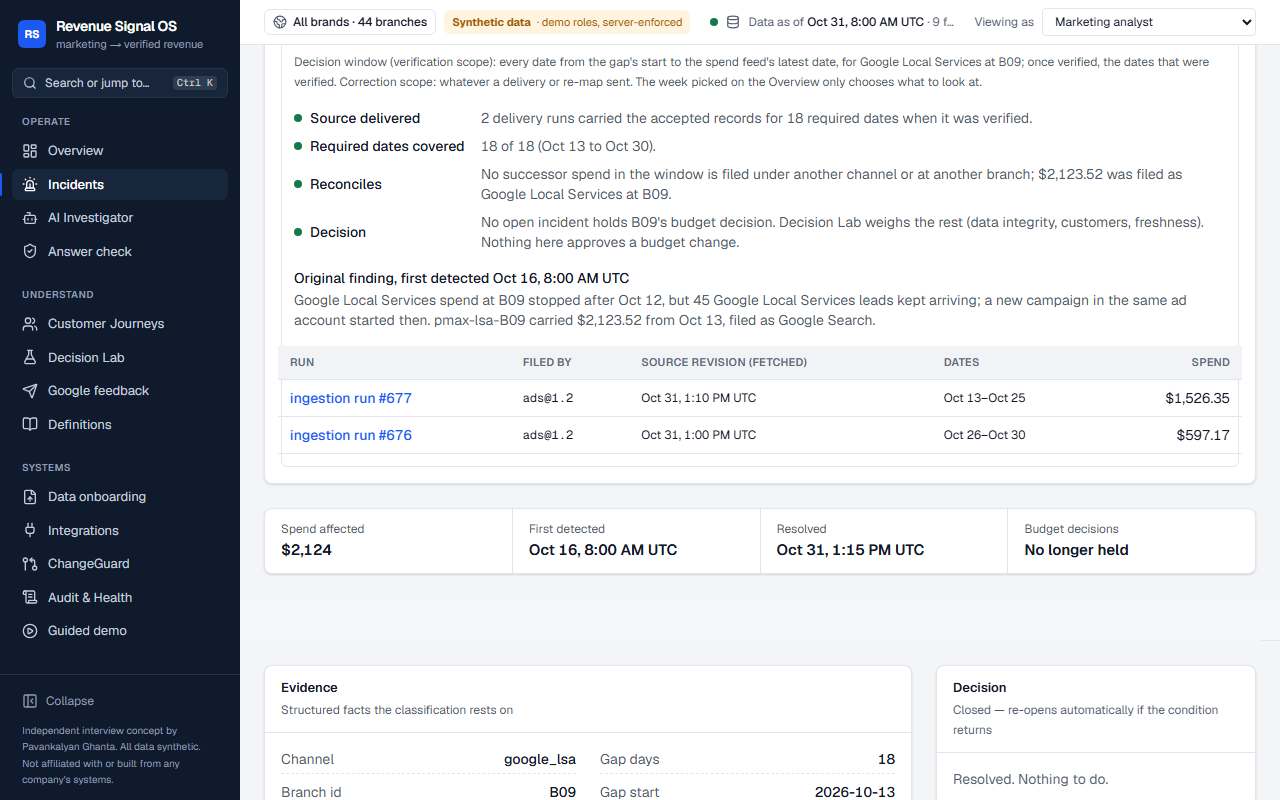 RS
Revenue Signal OS
marketing → verified revenue
Search or jump to...
Ctrl K
OPERATE
Overview
Incidents
AI Investigator
Answer check
UNDERSTAND
Customer Journeys
Decision Lab
Google feedback
Definitions
SYSTEMS
Data onboarding
Integrations
ChangeGuard
Audit & Health
Guided demo
Collapse
Independent interview concept by
Pavankalyan Ghanta. All data synthetic.
Not affiliated with or built from any
company's systems.
All brands · 44 branches
Synthetic data · demo roles, server-enforced
Data as of Oct 31, 8:00 AM UTC · 9 f...
Viewing as
Marketing analyst
Decision window (verification scope): every date from the gap's start to the spend feed's latest date, for Google Local Services at B09; once verified, the dates that were
verified. Correction scope: whatever a delivery or re-map sent. The week picked on the Overview only chooses what to look at.
Source delivered
2 delivery runs carried the accepted records for 18 required dates when it was verified.
Required dates covered
18 of 18 (Oct 13 to Oct 30).
Reconciles
No successor spend in the window is filed under another channel or at another branch; $2,123.52 was filed as
Google Local Services at B09.
Decision
No open incident holds B09's budget decision. Decision Lab weighs the rest (data integrity, customers, freshness).
Nothing here approves a budget change.
Original finding, first detected Oct 16, 8:00 AM UTC
Google Local Services spend at B09 stopped after Oct 12, but 45 Google Local Services leads kept arriving; a new campaign in the same ad
account started then. pmax-lsa-B09 carried $2,123.52 from Oct 13, filed as Google Search.
RUN FILED BY SOURCE REVISION (FETCHED) DATES SPEND
ingestion run #677 ads@1.2 Oct 31, 1:10 PM UTC Oct 13–Oct 25 $1,526.35
ingestion run #676 ads@1.2 Oct 31, 1:00 PM UTC Oct 26–Oct 30 $597.17
Spend affected
$2,124
First detected
Oct 16, 8:00 AM UTC
Resolved
Oct 31, 1:15 PM UTC
Budget decisions
No longer held
Evidence
Structured facts the classification rests on
Channel google_lsa Gap days 18
Branch id B09 Gap start 2026-10-13
Decision
Closed — re-opens automatically if the condition
returns
Resolved. Nothing to do.